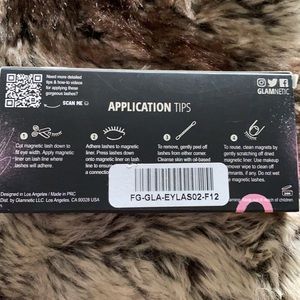 Need more detailed
tips & how-to videos
for applying these
gorgeous lashes?
SCAN ME
GLAMNETIC
APPLICATION TIPS
1
Cut magnetic lash down to
fit eye width. Apply magnetic
liner on lash line where
lashes will adhere.
2
Adhere lashes to magnetic
liner. Press lashes down
onto magnetic liner on lash
line to ensure
3
To remove, gently peel off
lashes from either corner.
Cleanse skin with oil-based
4
To reuse, clean magnets by
gently scratching off dried
magnetic liner. Use makeup
remover wipe to clean off
Designed in Los Angeles / Made in PRC
Dist. by Glamnetic LLC. Los Angeles,
CA 90028 USA
FG-GLA-EYLAS02-F12
of reach of children.